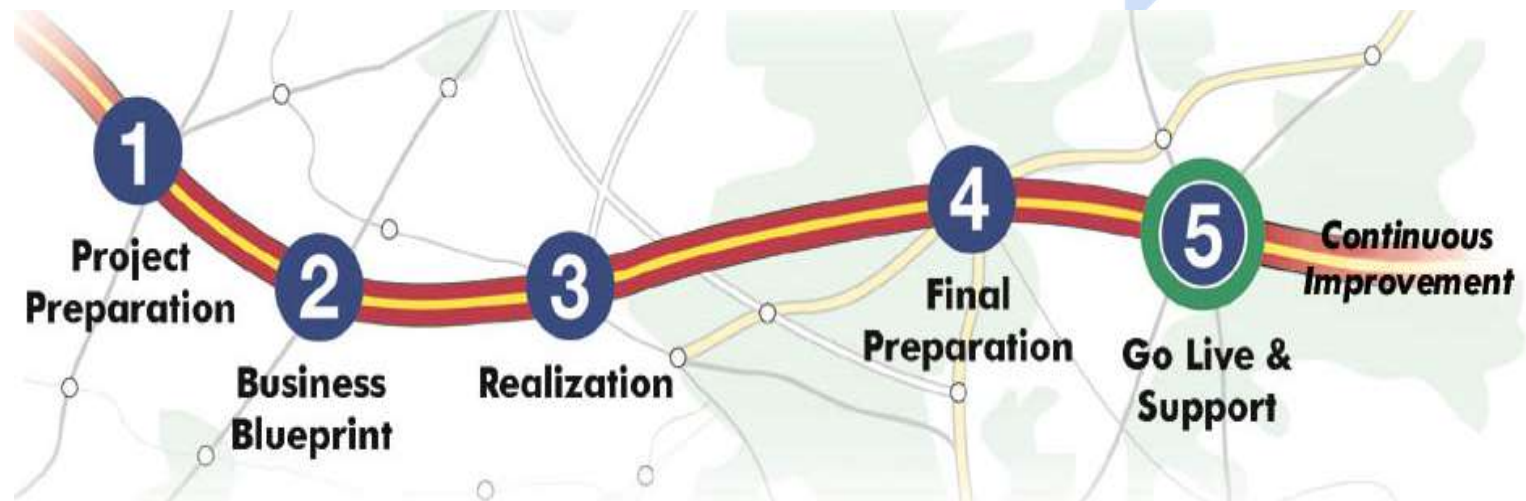 1
Project
Preparation
2
Business
Blueprint
3
Realization
4
Final
Preparation
5
Go Live &
Support
Continuous
Improvement